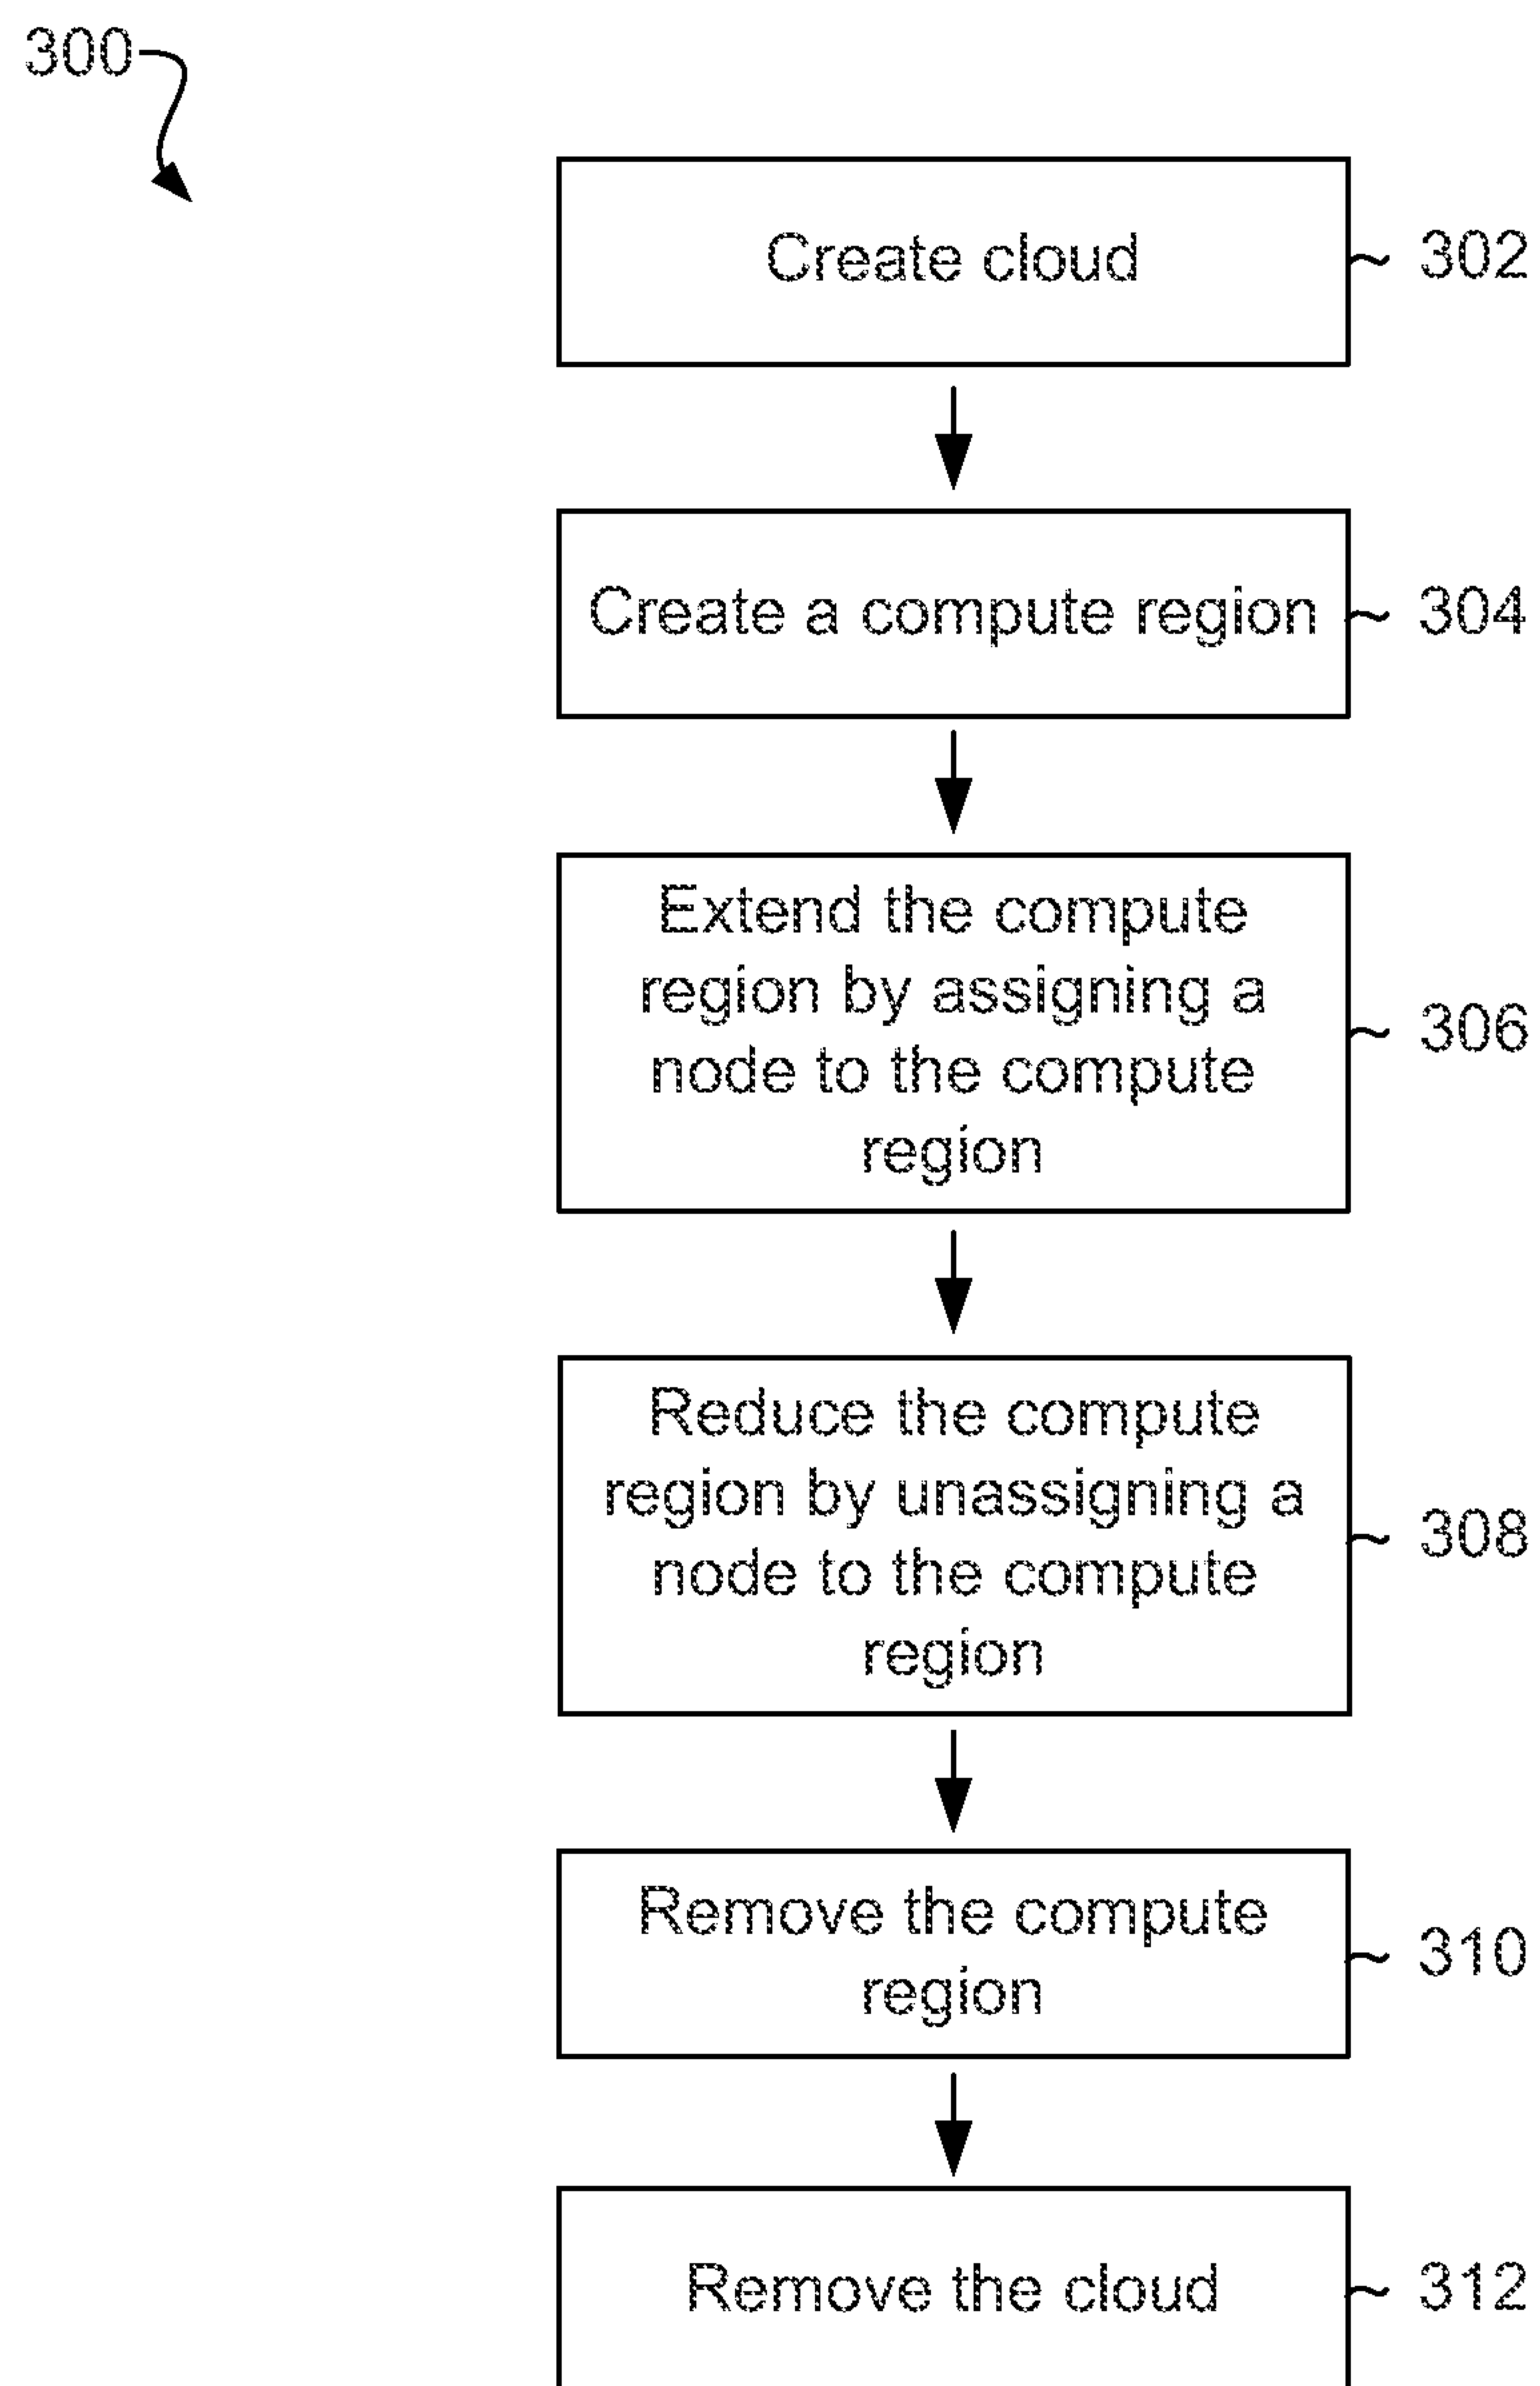 300
Create cloud
302
Create a compute region
304
Extend the compute
region by assigning a
node to the compute
region
306
Reduce the compute
region by unassigning a
node to the compute
region
308
Remove the compute
region
310
Remove the cloud
312